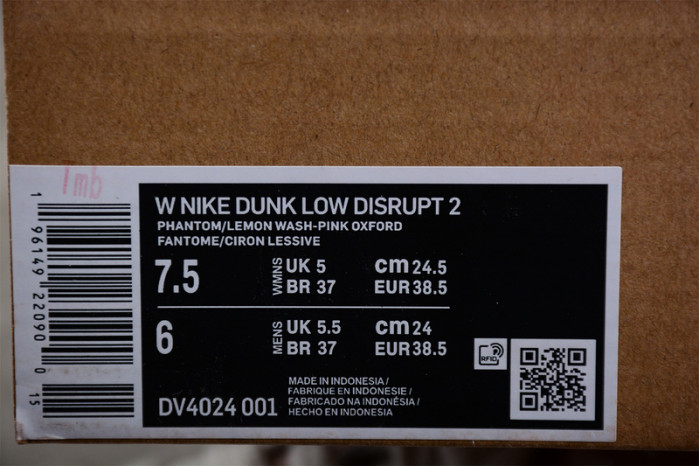 1mb
1 96149 22090 0
15
W NIKE DUNK LOW DISRUPT 2
PHANTOM/LEMON WASH-PINK OXFORD
FANTOME/CIRON LESSIVE
7.5 WMNS UK 5 cm 24.5
BR 37 EUR 38.5
6 MENS UK 5.5 cm 24
BR 37 EUR 38.5
RFID
DV4024 001
MADE IN INDONESIA /
FABRIQUE EN INDONESIE /
FABRICADO NA INDONÉSIA /
HECHO EN INDONESIA